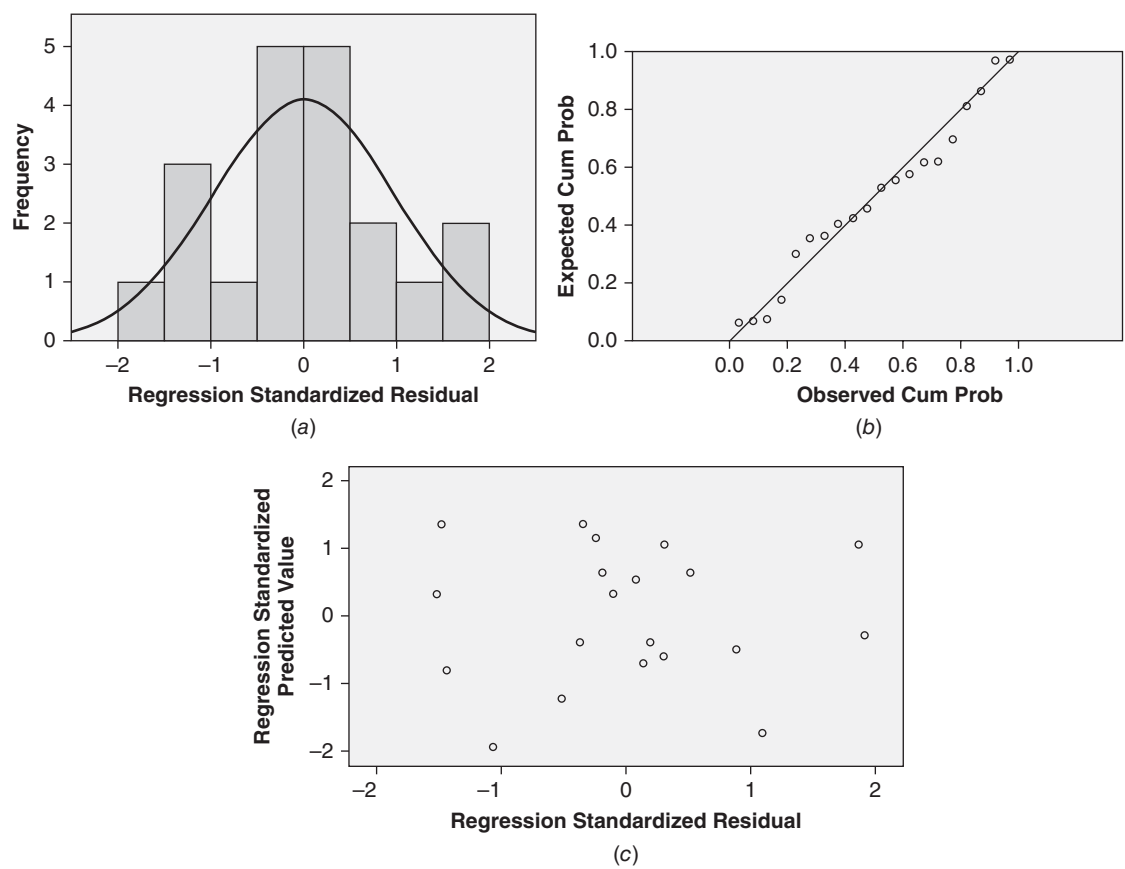 5
4
3
2
1
0
Frequency
–2 –1 0 1 2
Regression Standardized Residual
(a)
1.0
0.8
0.6
0.4
0.2
0.0
Expected Cum Prob
0.0 0.2 0.4 0.6 0.8 1.0
Observed Cum Prob
(b)
2
1
0
–1
–2
Regression Standardized
Predicted Value
–2 –1 0 1 2
Regression Standardized Residual
(c)